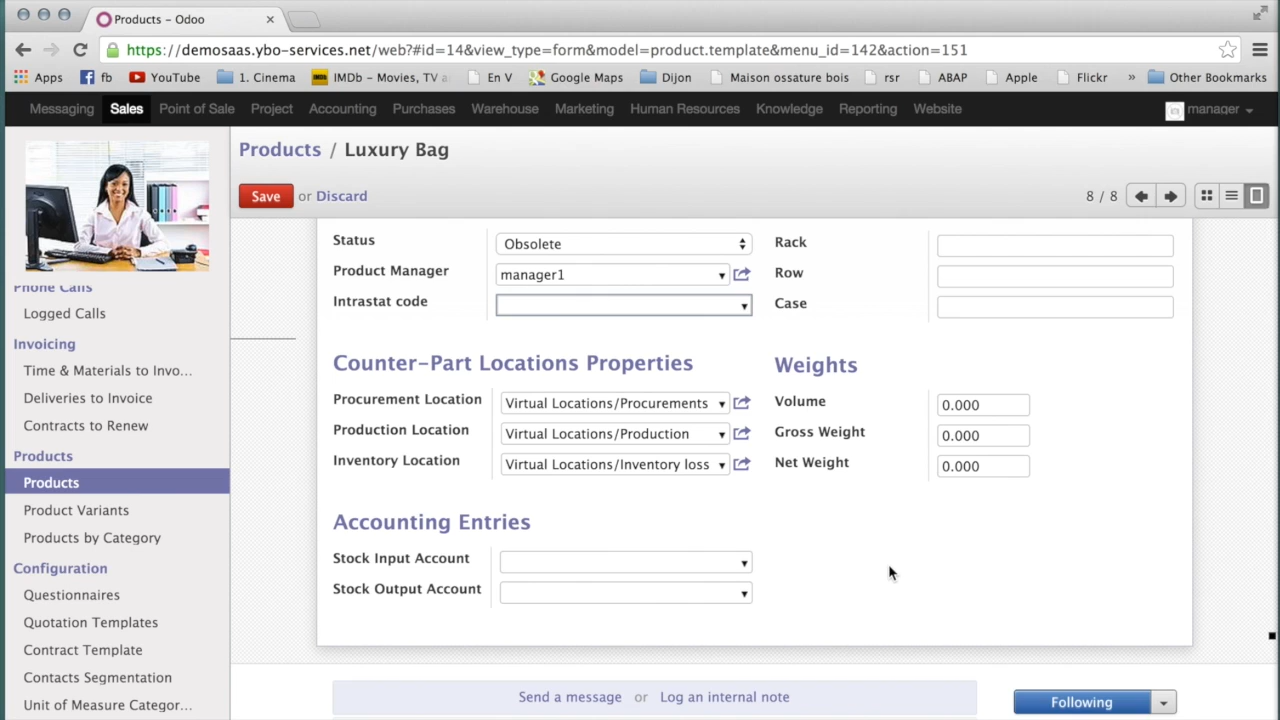 Products – Odoo
https://demosaas.ybo-services.net/web?#id=14&view_type=form&model=product.template&menu_id=142&action=151
Apps fb YouTube 1. Cinema IMDb - Movies, TV a En V Google Maps Dijon Maison ossature bois rsr ABAP Apple Flickr » Other Bookmarks
Messaging Sales Point of Sale Project Accounting Purchases Warehouse Marketing Human Resources Knowledge Reporting Website manager
Products / Luxury Bag
Save or Discard 8 / 8
Phone Calls
Logged Calls
Invoicing
Time & Materials to Invo...
Deliveries to Invoice
Contracts to Renew
Products
Products
Product Variants
Products by Category
Configuration
Questionnaires
Quotation Templates
Contract Template
Contacts Segmentation
Unit of Measure Categor...
Status Obsolete
Product Manager manager1
Intrastat code
Rack
Row
Case
Counter-Part Locations Properties
Procurement Location Virtual Locations/Procurements
Production Location Virtual Locations/Production
Inventory Location Virtual Locations/Inventory loss
Weights
Volume 0.000
Gross Weight 0.000
Net Weight 0.000
Accounting Entries
Stock Input Account
Stock Output Account
Send a message or Log an internal note
Following